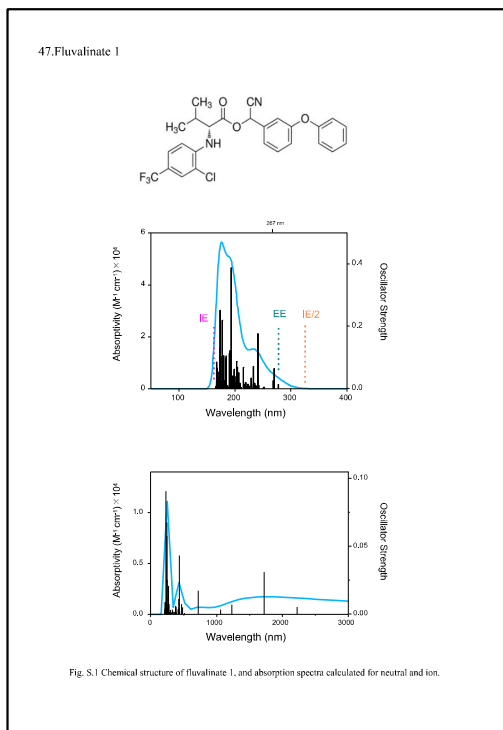 47.Fluvalinate 1
CH₃
O
CN
H₃C
O
O
NH
F₃C
Cl
267 nm
Absorptivity (M⁻¹ cm⁻¹) × 10⁴
6
4
2
0
IE
EE
IE/2
0.4
0.2
0.0
Oscillator Strength
100 200 300 400
Wavelength (nm)
Absorptivity (M⁻¹ cm⁻¹) × 10⁴
1.0
0.5
0.0
0.10
0.05
0.00
Oscillator Strength
0 1000 2000 3000
Wavelength (nm)
Fig. S.1 Chemical structure of fluvalinate 1, and absorption spectra calculated for neutral and ion.